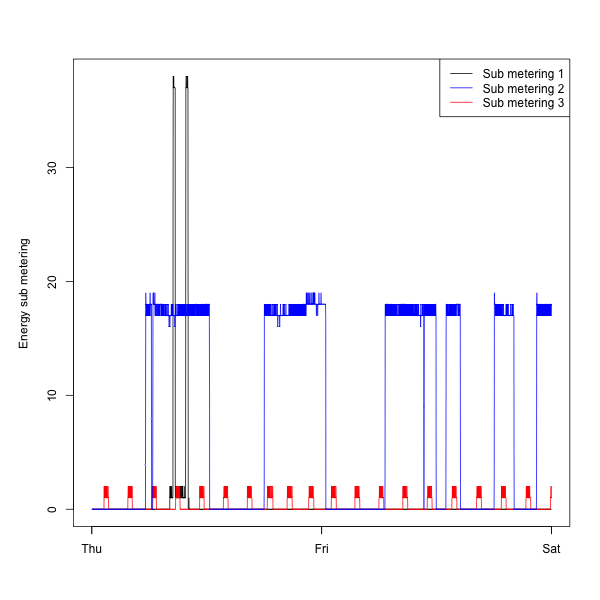 Sub metering 1
Sub metering 2
Sub metering 3
Energy sub metering
30
20
10
0
Thu Fri Sat